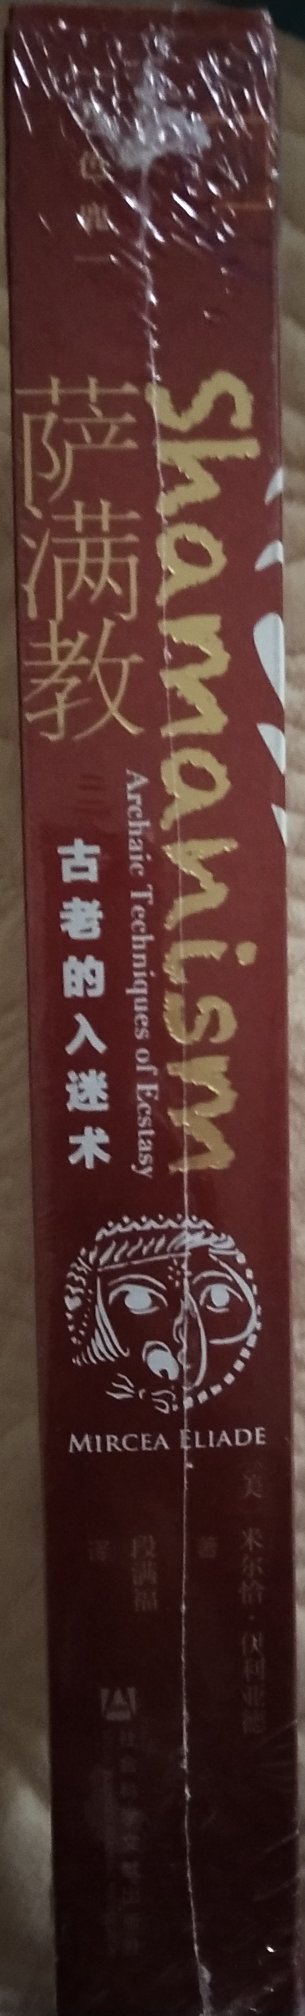 萨满教
Shamanism
Archaic Techniques of Ecstasy
古老的入迷术
MIRCEA ELIADE
美 米尔恰·伊利亚德
著
段满福
译